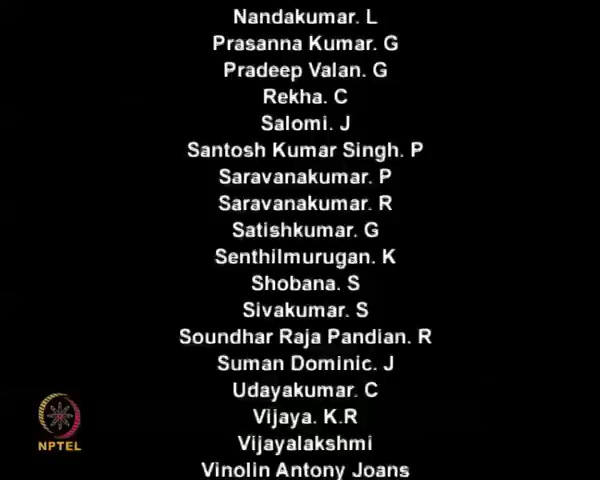 Nandakumar. L
Prasanna Kumar. G
Pradeep Valan. G
Rekha. C
Salomi. J
Santosh Kumar Singh. P
Saravanakumar. P
Saravanakumar. R
Satishkumar. G
Senthilmurugan. K
Shobana. S
Sivakumar. S
Soundhar Raja Pandian. R
Suman Dominic. J
Udayakumar. C
Vijaya. K.R
Vijayalakshmi
Vinolin Antony Joans
NPTEL